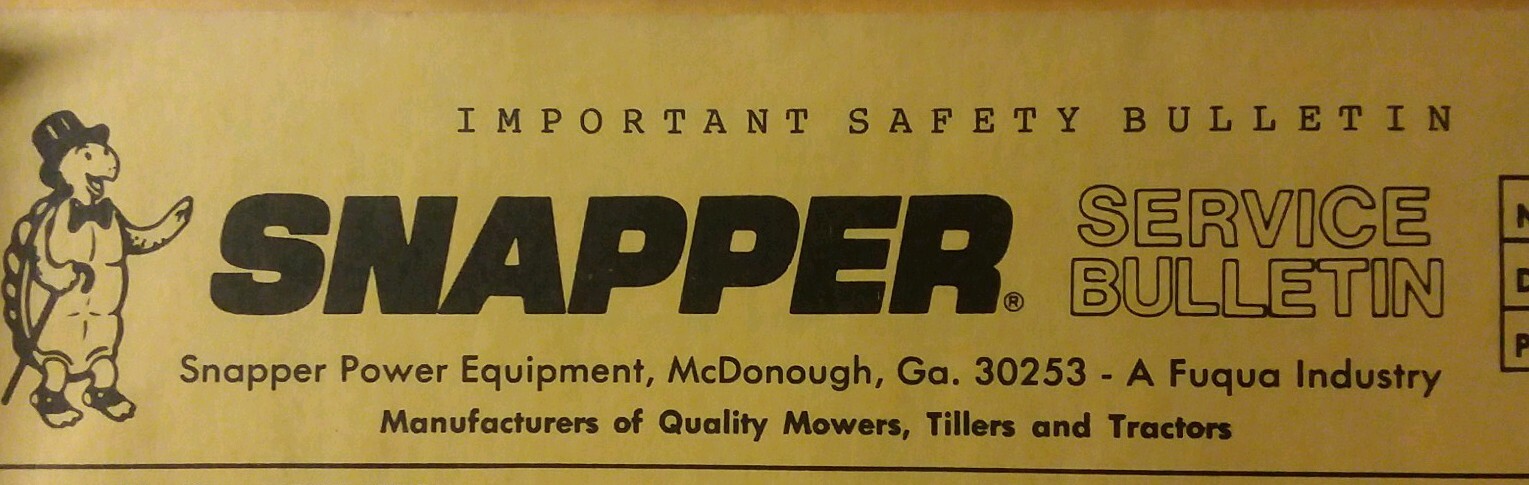 IMPORTANT SAFETY BULLETIN
SNAPPER®
SERVICE
BULLETIN
Snapper Power Equipment, McDonough, Ga. 30253 - A Fuqua Industry
Manufacturers of Quality Mowers, Tillers and Tractors